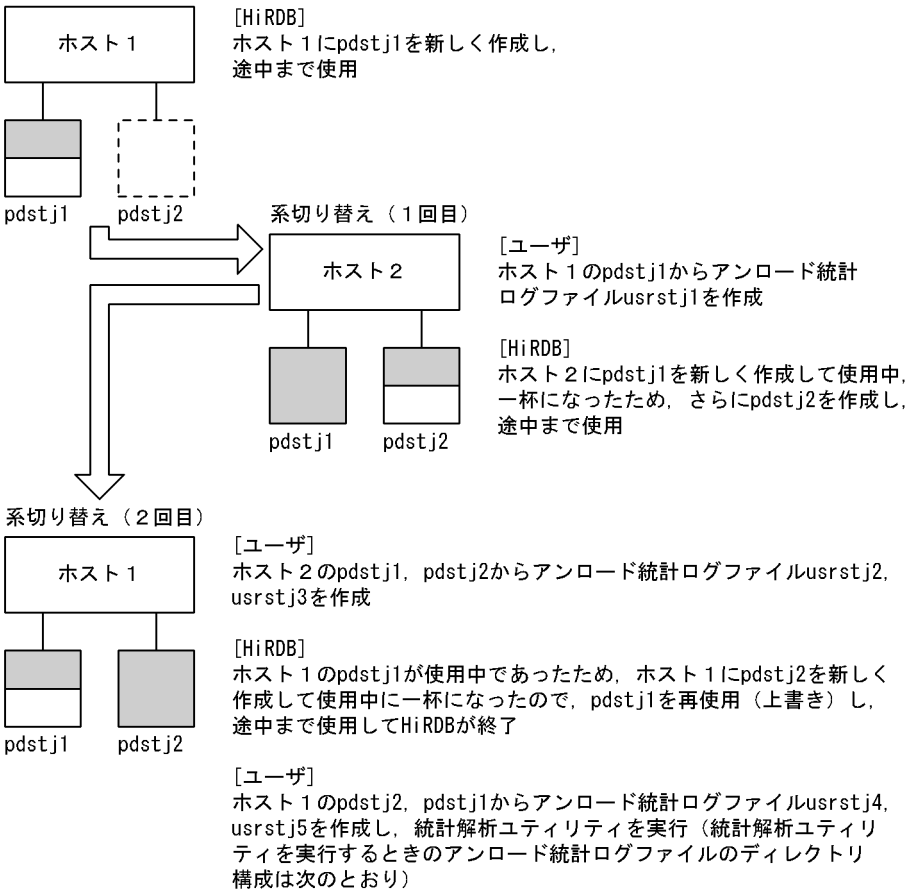 ホスト１
[HiRDB]
ホスト１にpdstj1を新しく作成し，
途中まで使用
pdstj1
pdstj2
系切り替え（１回目）
ホスト２
[ユーザ]
ホスト１のpdstj1からアンロード統計
ログファイルusrstj1を作成
[HiRDB]
ホスト２にpdstj1を新しく作成して使用中，
一杯になったため，さらにpdstj2を作成し，
途中まで使用
pdstj1
pdstj2
系切り替え（２回目）
ホスト１
[ユーザ]
ホスト２のpdstj1，pdstj2からアンロード統計ログファイルusrstj2，
usrstj3を作成
[HiRDB]
ホスト１のpdstj1が使用中であったため，ホスト１にpdstj2を新しく
作成して使用中に一杯になったので，pdstj1を再使用（上書き）し，
途中まで使用してHiRDBが終了
pdstj1
pdstj2
[ユーザ]
ホスト１のpdstj2，pdstj1からアンロード統計ログファイルusrstj4，
usrstj5を作成し，統計解析ユティリティを実行（統計解析ユティリ
ティを実行するときのアンロード統計ログファイルのディレクトリ
構成は次のとおり）